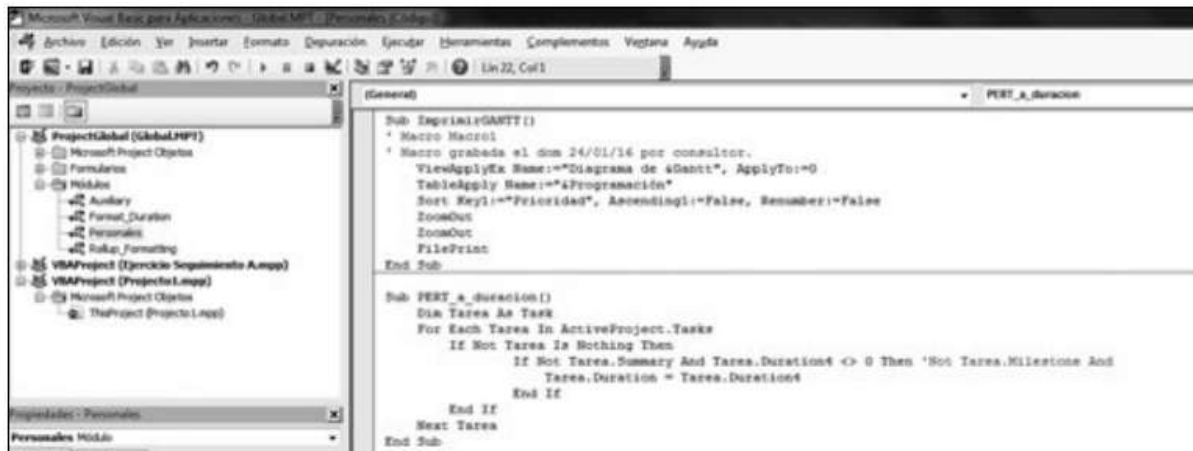 Microsoft Visual Basic para Aplicaciones - Global.MPT - [Personales (Código)]
Archivo Edición Ver Insertar Formato Depuración Ejecutar Herramientas Complementos Ventana Ayuda
Lin 22, Col 1
Proyecto - ProjectGlobal
(General)
PERT_a_duracion
ProjectGlobal (Global.MPT)
Microsoft Project Objetos
Formularios
Módulos
Auxiliary
Format_Duration
Personales
Rollup_Formatting
VBAProject (Ejercicio Seguimiento A.mpp)
VBAProject (Projecto1.mpp)
Microsoft Project Objetos
ThisProject (Projecto1.mpp)
Propiedades - Personales
Personales Módulo
Sub ImprimirGANTT()
' Macro Macro1
' Macro grabada el dom 24/01/16 por consultor.
ViewApplyEx Name:="Diagrama de &Gantt", ApplyTo:=0
TableApply Name:="&Programación"
Sort Key1:="Prioridad", Ascending1:=False, Renumber:=False
ZoomOut
ZoomOut
FilePrint
End Sub
Sub PERT_a_duracion()
Dim Tarea As Task
For Each Tarea In ActiveProject.Tasks
If Not Tarea Is Nothing Then
If Not Tarea.Summary And Tarea.Duration4 <> 0 Then 'Not Tarea.Milestone And
Tarea.Duration = Tarea.Duration4
End If
End If
Next Tarea
End Sub